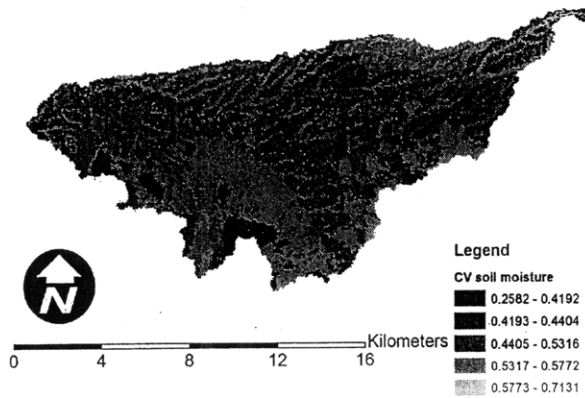 N
Legend
CV soil moisture
0.2582 - 0.4192
0.4193 - 0.4404
0.4405 - 0.5316
0.5317 - 0.5772
0.5773 - 0.7131
Kilometers
0 4 8 12 16